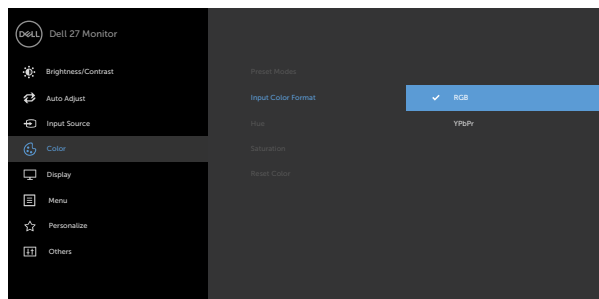 DELL Dell 27 Monitor
Brightness/Contrast
Auto Adjust
Input Source
Color
Display
Menu
Personalize
Others
Preset Modes
Input Color Format
Hue
Saturation
Reset Color
RGB
YPbPr